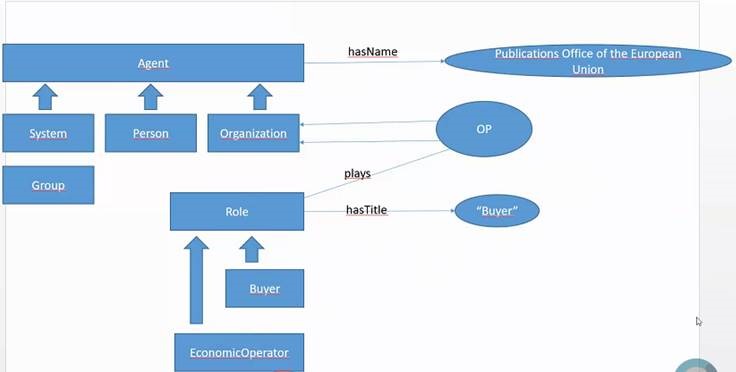 hasName
Publications Office of the European
Union
Agent
System
Person
Organization
OP
Group
plays
Role
hasTitle
“Buyer”
Buyer
EconomicOperator